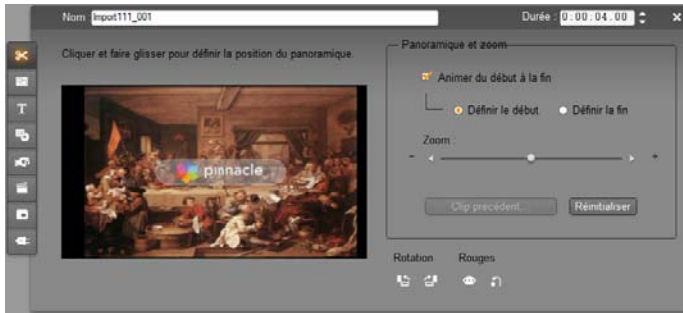 Nom Import111_001 Durée : 0:00:04.00
Cliquer et faire glisser pour définir la position du panoramique.
Panoramique et zoom
Animer du début à la fin
Définir le début Définir la fin
Zoom :
pinnacle
Clip précédent... Réinitialiser
Rotation Rouges
T